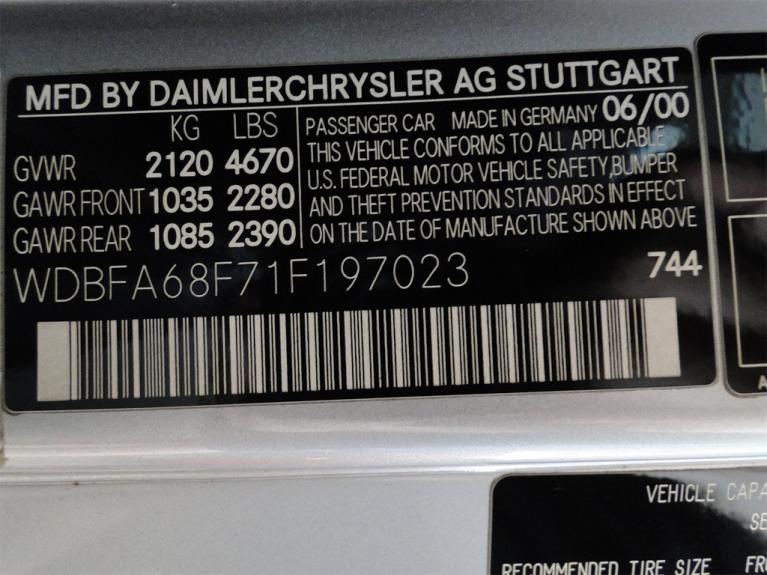 MFD BY DAIMLERCHRYSLER AG STUTTGART
KG LBS
GVWR 2120 4670
GAWR FRONT 1035 2280
GAWR REAR 1085 2390
PASSENGER CAR MADE IN GERMANY 06/00
THIS VEHICLE CONFORMS TO ALL APPLICABLE
U.S. FEDERAL MOTOR VEHICLE SAFETY, BUMPER
AND THEFT PREVENTION STANDARDS IN EFFECT
ON THE DATE OF MANUFACTURE SHOWN ABOVE
WDBFA68F71F197023 744
VEHICLE CAPA
SE
RECOMMENDED TIRE SIZE FR